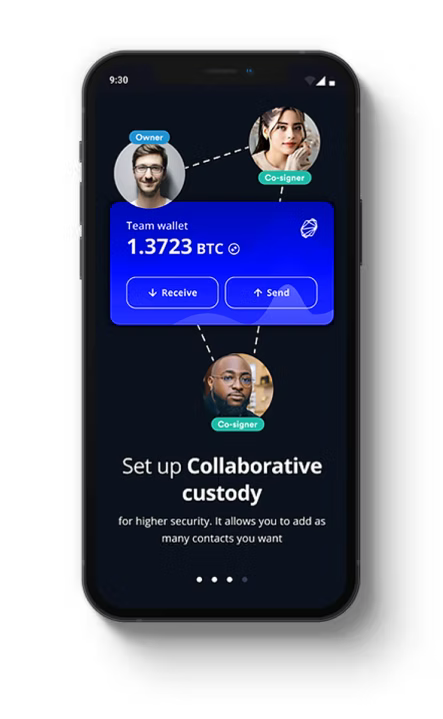 9:30
Owner
Co-signer
Team wallet
1.3723 BTC
Receive
Send
Co-signer
Set up Collaborative
custody
for higher security. It allows you to add as
many contacts you want